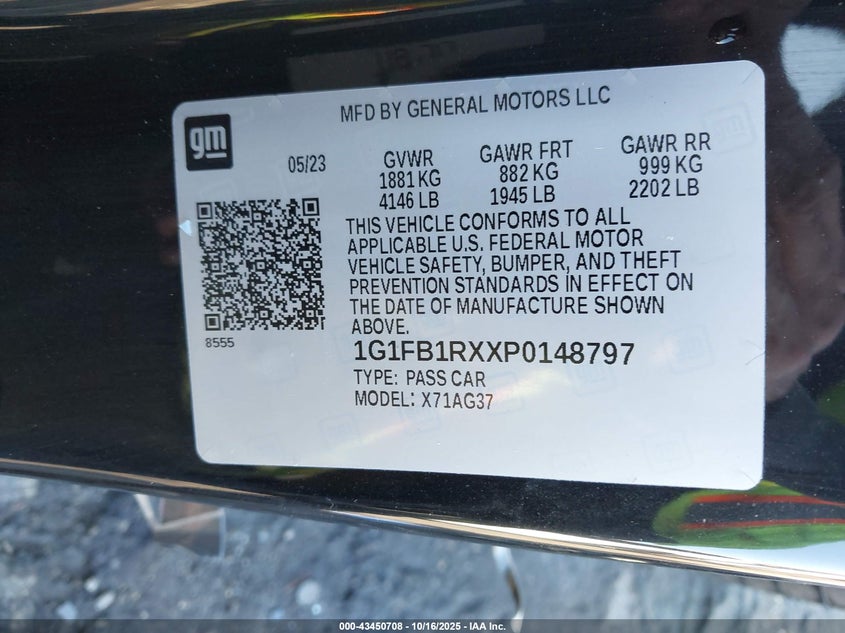 MFD BY GENERAL MOTORS LLC
gm
05/23
GVWR
1881 KG
4146 LB
GAWR FRT
882 KG
1945 LB
GAWR RR
999 KG
2202 LB
THIS VEHICLE CONFORMS TO ALL
APPLICABLE U.S. FEDERAL MOTOR
VEHICLE SAFETY, BUMPER, AND THEFT
PREVENTION STANDARDS IN EFFECT ON
THE DATE OF MANUFACTURE SHOWN
ABOVE.
8555
1G1FB1RXXP0148797
TYPE: PASS CAR
MODEL: X71AG37
000-43450708 - 10/16/2025 - IAA Inc.